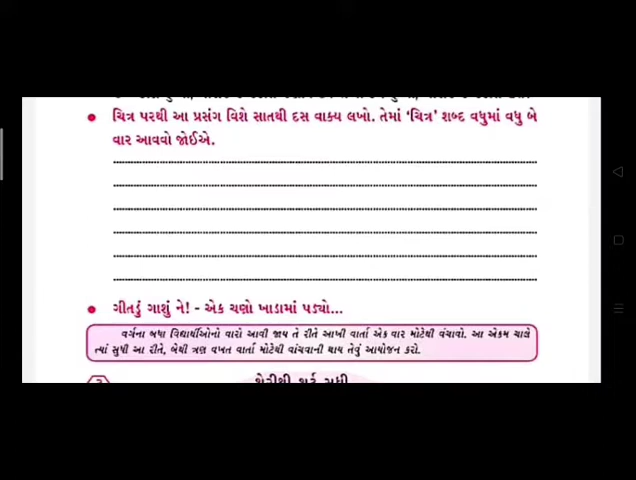 • ચિત્ર પરથી આ પ્રસંગ વિશે સાતથી દસ વાક્ય લખો. તેમાં ‘ચિત્ર’ શબ્દ વધુમાં વધુ બે
વાર આવવો જોઈએ.
• ગીતડું ગાશું ને! - એક ચણો ખાડામાં પડ્યો...
વર્ગના બધા વિદ્યાર્થીઓનો વારો આવી જાય તે રીતે આખી વાર્તા એક વાર મોટેથી વંચાવો. આ એકમ ચાલે
ત્યાં સુધી આ રીતે, બેથી ત્રણ વખત વાર્તા મોટેથી વાંચવાની થાય તેવું આયોજન કરો.